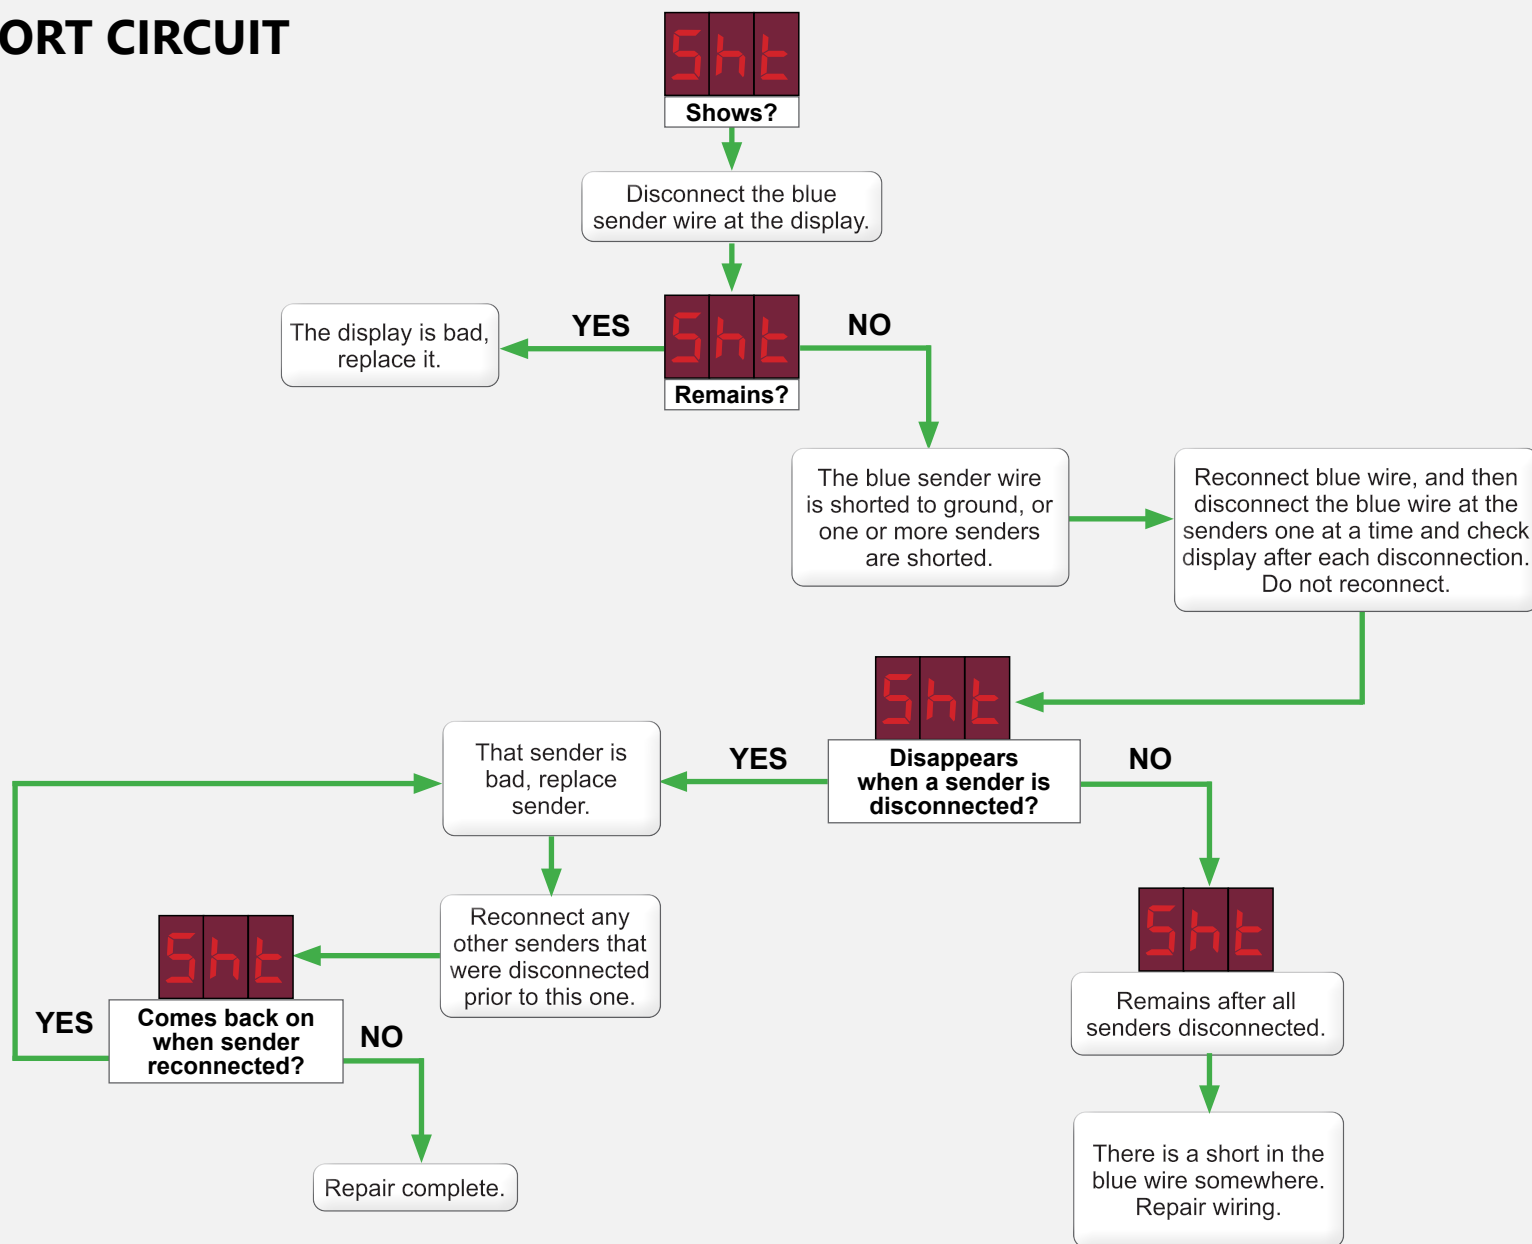 ORT CIRCUIT
Sht
Shows?
Disconnect the blue
sender wire at the display.
The display is bad,
replace it.
YES
Sht
Remains?
NO
The blue sender wire
is shorted to ground, or
one or more senders
are shorted.
Reconnect blue wire, and then
disconnect the blue wire at the
senders one at a time and check
display after each disconnection.
Do not reconnect.
Sht
Disappears
when a sender is
disconnected?
YES
NO
That sender is
bad, replace
sender.
Reconnect any
other senders that
were disconnected
prior to this one.
Sht
Comes back on
when sender
reconnected?
YES
NO
Repair complete.
Sht
Remains after all
senders disconnected.
There is a short in the
blue wire somewhere.
Repair wiring.